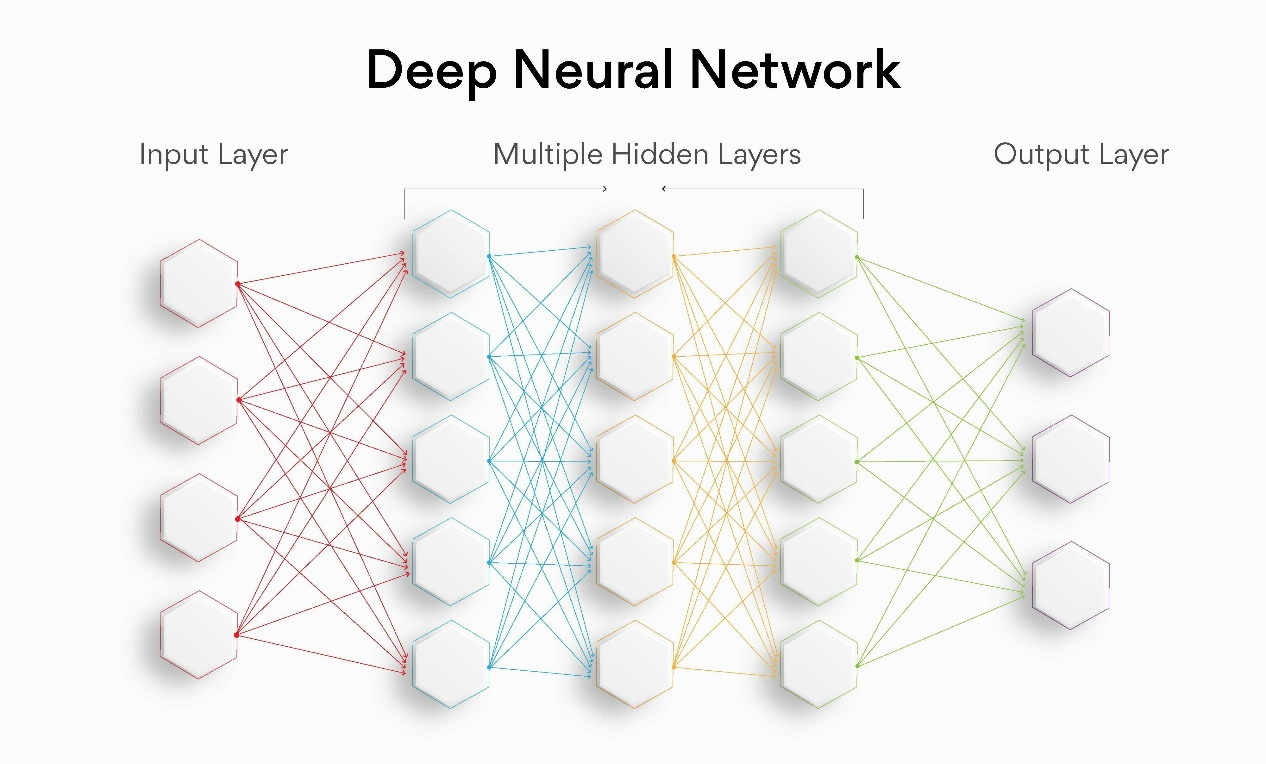 Deep Neural Network
Input Layer
Multiple Hidden Layers
Output Layer